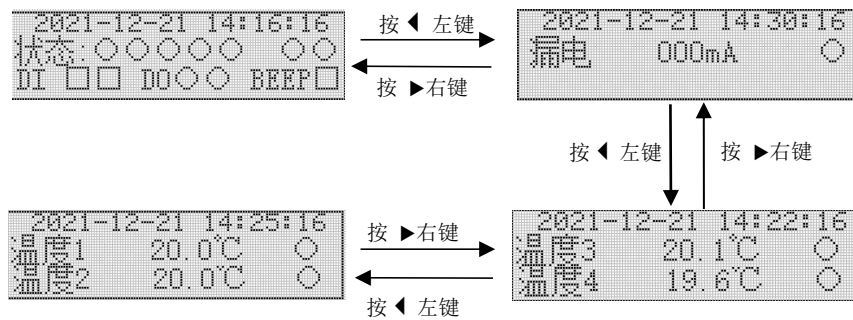 2021-12-21 14:16:16
状态:○○○○○ ○○
DI □□ DO○○ BEEP□
按 ◀ 左键
按 ▶右键
2021-12-21 14:30:16
漏电 000mA ○
按 ◀ 左键
按 ▶右键
2021-12-21 14:25:16
温度1 20.0℃ ○
温度2 20.0℃ ○
按 ▶右键
按 ◀ 左键
2021-12-21 14:22:16
温度3 20.1℃ ○
温度4 19.6℃ ○